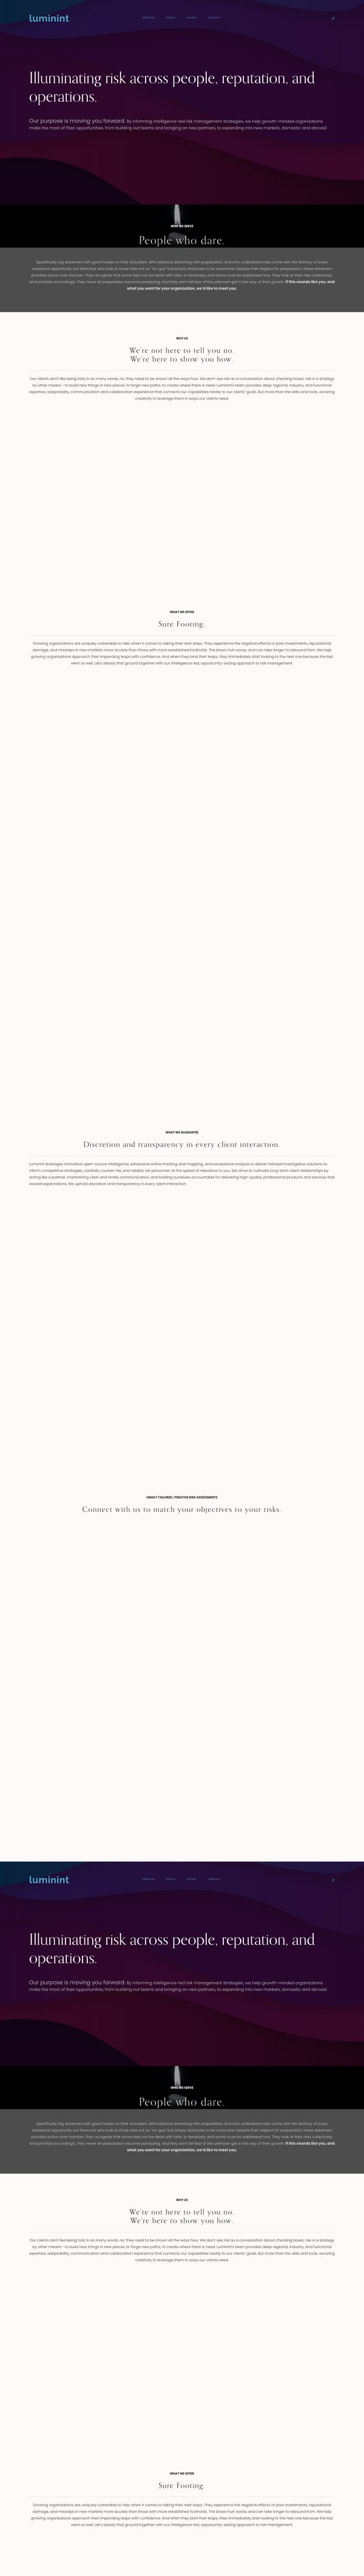 luminint
SERVICES
Illuminating risk across people, reputation, and
operations.
Our purpose is moving you forward. By informing intelligence-led risk management strategies, we help growth-minded organizations
make the most of their opportunities, from building out teams and bringing on new partners, to expanding into new markets, domestic and abroad.
WHO WE SERVE
People who dare.
Specifically, big dreamers with good heads on their shoulders. Who balance daydreaming with preparation, and who understand risks come with the territory of every
awesome opportunity out there but who look at those risks not as "no-gos" but simply obstacles to be overcome. Despite their respect for preparation, these dreamers
prioritize action over inaction. They recognize that some risks can be dealt with later, or iteratively, and some must be addressed now. They look at their risks collectively,
and prioritize accordingly. They never let preparation become paralyzing, and they don't let fear of the unknown get in the way of their growth. If this sounds like you, and
what you want for your organization, we'd like to meet you.
WHY US
We're not here to tell you no.
We're here to show you how.
Our clients don't like being told, in as many words, no: they need to be shown all the ways how. We don't see risk as a conversation about checking boxes; risk is a strategy
by other means -to build new things in new places, to forge new paths, to create where there is need. Luminint's team provides deep regional, industry, and functional
expertise, adaptability, communication and collaboration experience that connects our capabilities neatly to our clients' goals. But more than the skills and tools, we bring
creativity to leverage them in ways our clients need.
WHAT WE OFFER
Sure Footing.
Growing organizations are uniquely vulnerable to risks when it comes to taking their next steps. They experience the negative effects of poor investments, reputational
damage, and missteps in new markets more acutely than those with more established footholds. The blows hurt worse, and can take longer to rebound from. We help
growing organizations approach their impending leaps with confidence. And when they land their leaps, they immediately start looking to the next one because the last
went so well. Let's steady that ground together with our intelligence-led, opportunity-seizing approach to risk management.
WHAT WE GUARANTEE
Discretion and transparency in every client interaction.
Luminint leverages innovative open-source intelligence, exhaustive online tracking and mapping, and exceptional analysis to deliver tailored investigative solutions to
inform competitive strategies, creatively counter risk, and reliably vet personnel-at the speed of relevance to you. We strive to cultivate long-term client relationships by
acting like a partner, maintaining clear and timely communication, and holding ourselves accountable for delivering high-quality, professional products and services that
exceed expectations. We uphold discretion and transparency in every client interaction.
HIGHLY TAILORED, ITERATIVE RISK ASSESSMENTS
Connect with us to match your objectives to your risks.
luminint
SERVICES
Illuminating risk across people, reputation, and
operations.
Our purpose is moving you forward. By informing intelligence-led risk management strategies, we help growth-minded organizations
make the most of their opportunities, from building out teams and bringing on new partners, to expanding into new markets, domestic and abroad.
WHO WE SERVE
People who dare.
Specifically, big dreamers with good heads on their shoulders. Who balance daydreaming with preparation, and who understand risks come with the territory of every
awesome opportunity out there but who look at those risks not as "no-gos" but simply obstacles to be overcome. Despite their respect for preparation, these dreamers
prioritize action over inaction. They recognize that some risks can be dealt with later, or iteratively, and some must be addressed now. They look at their risks collectively,
and prioritize accordingly. They never let preparation become paralyzing, and they don't let fear of the unknown get in the way of their growth. If this sounds like you, and
what you want for your organization, we'd like to meet you.
WHY US
We're not here to tell you no.
We're here to show you how.
Our clients don't like being told, in as many words, no: they need to be shown all the ways how. We don't see risk as a conversation about checking boxes; risk is a strategy
by other means -to build new things in new places, to forge new paths, to create where there is need. Luminint's team provides deep regional, industry, and functional
expertise, adaptability, communication and collaboration experience that connects our capabilities neatly to our clients' goals. But more than the skills and tools, we bring
creativity to leverage them in ways our clients need.
WHAT WE OFFER
Sure Footing.
Growing organizations are uniquely vulnerable to risks when it comes to taking their next steps. They experience the negative effects of poor investments, reputational
damage, and missteps in new markets more acutely than those with more established footholds. The blows hurt worse, and can take longer to rebound from. We help
growing organizations approach their impending leaps with confidence. And when they land their leaps, they immediately start looking to the next one because the last
went so well. Let's steady that ground together with our intelligence-led, opportunity-seizing approach to risk management.